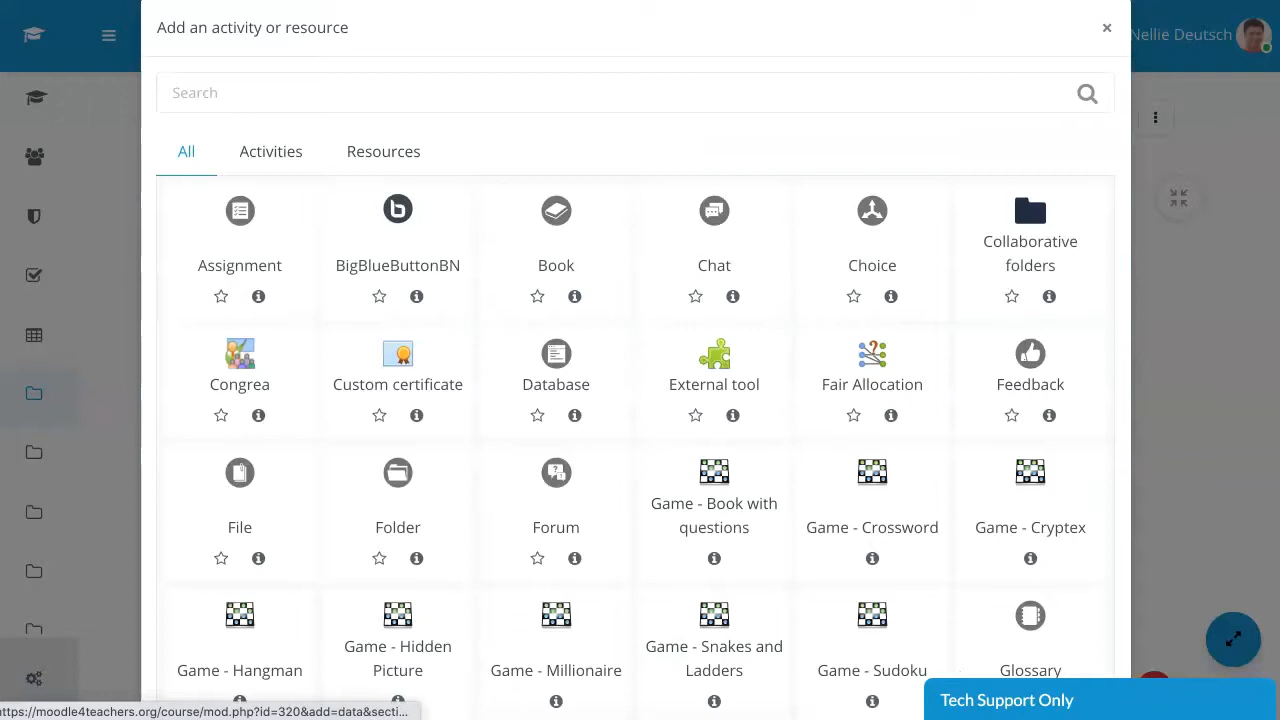 Add an activity or resource
×
Nellie Deutsch
Search
All Activities Resources
Assignment BigBlueButtonBN Book Chat Choice Collaborative folders
Congrea Custom certificate Database External tool Fair Allocation Feedback
File Folder Forum Game - Book with questions Game - Crossword Game - Cryptex
Game - Hangman Game - Hidden Picture Game - Millionaire Game - Snakes and Ladders Game - Sudoku Glossary
Tech Support Only
https://moodle4teachers.org/course/mod.php?id=320&add=data&secti...